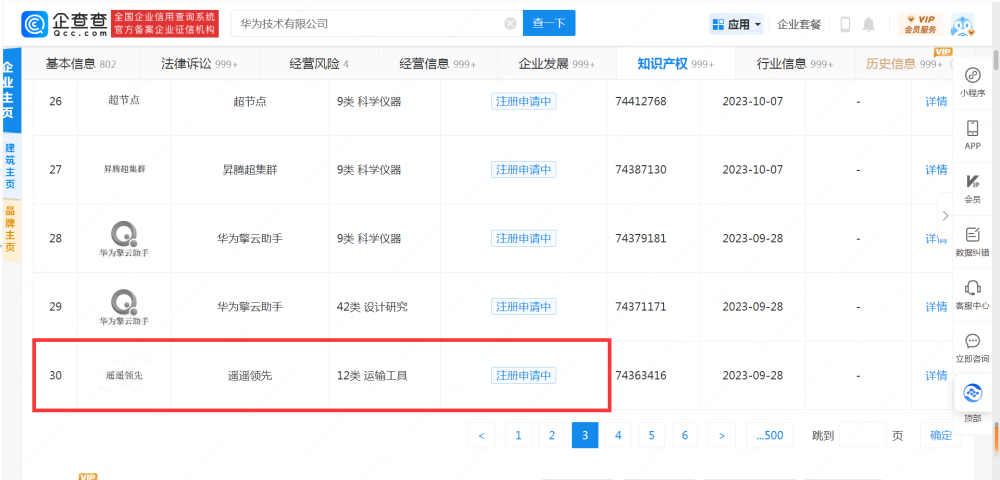 企查查
Qcc.com
全国企业信用查询系统
官方备案企业征信机构
华为技术有限公司
查一下
应用
企业套餐
VIP
会员服务
基本信息 802
法律诉讼 999+
经营风险 4
经营信息 999+
企业发展 999+
知识产权 999+
行业信息 999+
历史信息 999+
VIP
企业主页
建筑主页
品牌主页
26 超节点 超节点 9类 科学仪器 注册申请中 74412768 2023-10-07 - 详情
27 昇腾超集群 昇腾超集群 9类 科学仪器 注册申请中 74387130 2023-10-07 - 详情
28 华为擎云助手 华为擎云助手 9类 科学仪器 注册申请中 74379181 2023-09-28 - 详情
29 华为擎云助手 华为擎云助手 42类 设计研究 注册申请中 74371171 2023-09-28 - 详情
30 遥遥领先 遥遥领先 12类 运输工具 注册申请中 74363416 2023-09-28 - 详情
< 1 2 3 4 5 6 > ...500 跳到 页 确定
小程序
APP
VIP
会员
数据纠错
客服中心
立即咨询
顶部
VIP